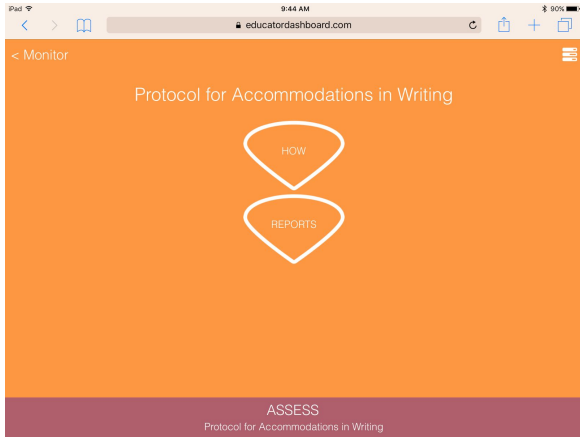 iPad 9:44 AM 90%
educatordashboard.com
< Monitor
Protocol for Accommodations in Writing
HOW
REPORTS
ASSESS
Protocol for Accommodations in Writing